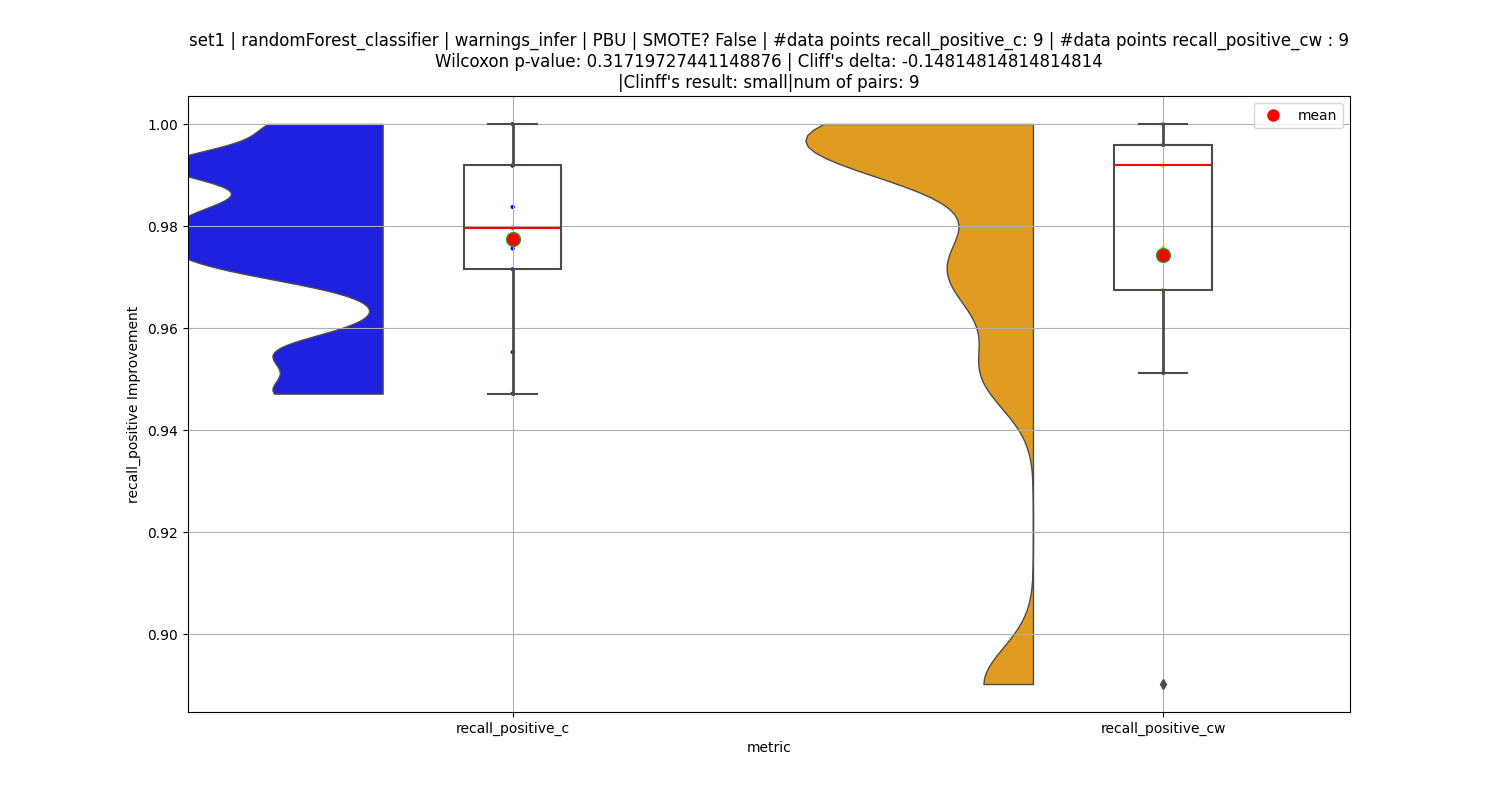 set1 | randomForest_classifier | warnings_infer | PBU | SMOTE? False | #data points recall_positive_c: 9 | #data points recall_positive_cw : 9
Wilcoxon p-value: 0.31719727441148876 | Cliff's delta: -0.14814814814814814
|Clinff's result: small|num of pairs: 9
mean
1.00
0.98
0.96
0.94
0.92
0.90
recall_positive Improvement
recall_positive_c
recall_positive_cw
metric